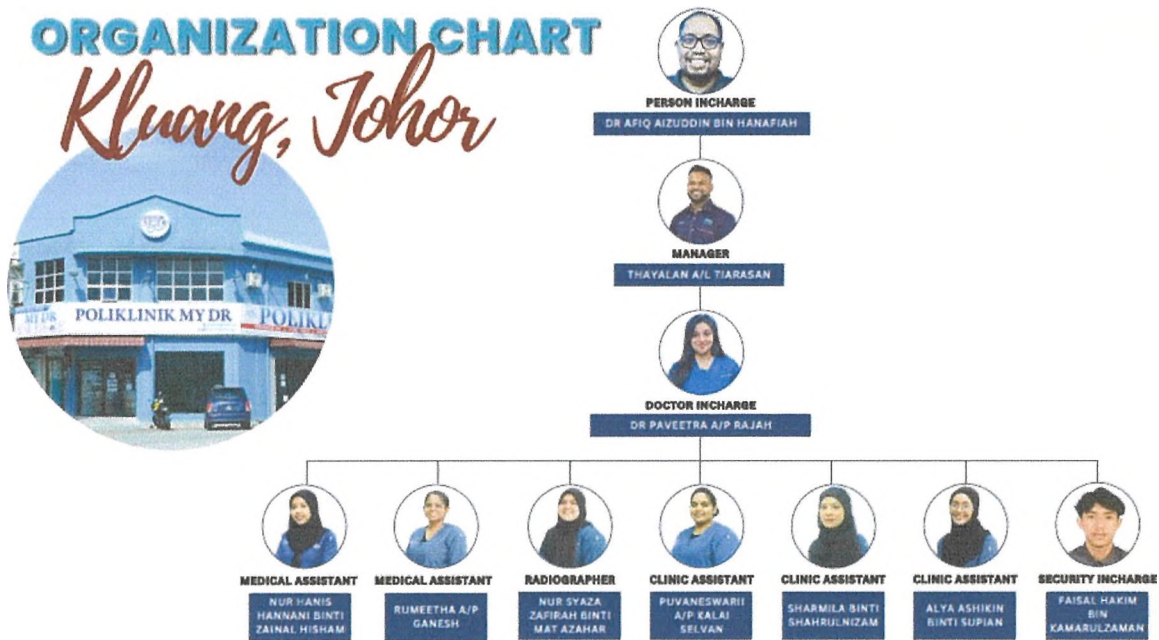 ORGANIZATION CHART
Kluang, Johor
PERSON INCHARGE
DR AFIQ AIZUDDIN BIN HANAFIAH
MANAGER
THAYALAN A/L TIARASAN
POLIKLINIK MY DR
DOCTOR INCHARGE
DR PAVEETRA A/P RAJAH
MEDICAL ASSISTANT
NUR HANIS
HANNANI BINTI
ZAINAL HISHAM
MEDICAL ASSISTANT
RUMEETHA A/P
GANESH
RADIOGRAPHER
NUR SYAZA
ZAFIRAH BINTI
MAT AZAHAR
CLINIC ASSISTANT
PUVANESWARII
A/P KALAI
SELVAN
CLINIC ASSISTANT
SHARMILA BINTI
SHAHRULNIZAM
CLINIC ASSISTANT
ALYA ASHIKIN
BINTI SUPIAN
SECURITY INCHARGE
FAISAL HAKIM
BIN
KAMARULZAMAN